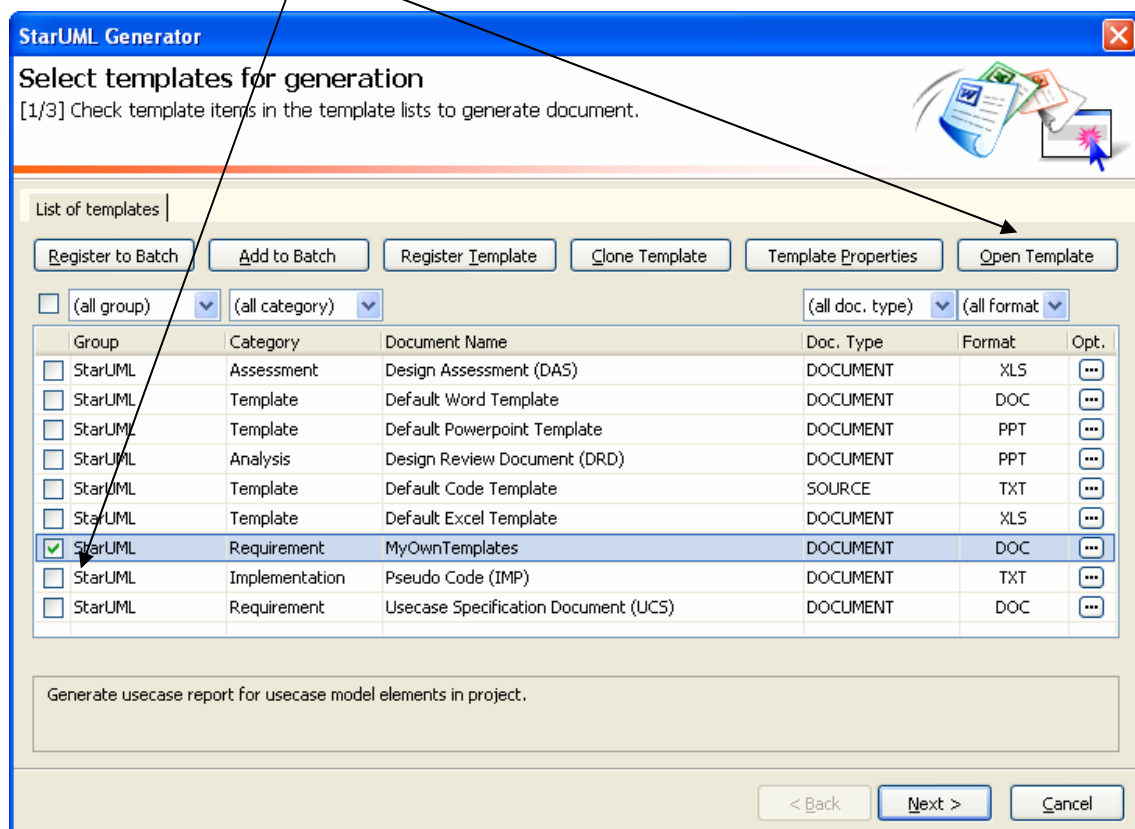 StarUML Generator
Select templates for generation
[1/3] Check template items in the template lists to generate document.
List of templates
Register to Batch Add to Batch Register Template Clone Template Template Properties Open Template
(all group) (all category) (all doc. type) (all format
Group Category Document Name Doc. Type Format Opt.
StarUML Assessment Design Assessment (DAS) DOCUMENT XLS
StarUML Template Default Word Template DOCUMENT DOC
StarUML Template Default Powerpoint Template DOCUMENT PPT
StarUML Analysis Design Review Document (DRD) DOCUMENT PPT
StarUML Template Default Code Template SOURCE TXT
StarUML Template Default Excel Template DOCUMENT XLS
StarUML Requirement MyOwnTemplates DOCUMENT DOC
StarUML Implementation Pseudo Code (IMP) DOCUMENT TXT
StarUML Requirement Usecase Specification Document (UCS) DOCUMENT DOC
Generate usecase report for usecase model elements in project.
< Back Next > Cancel